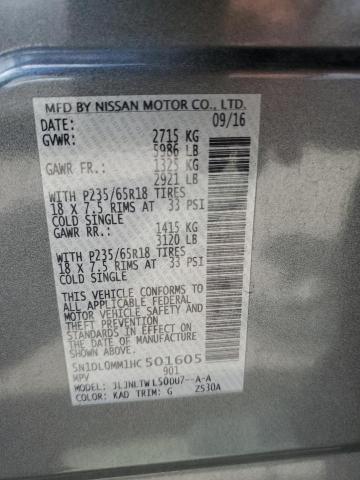 MFD BY NISSAN MOTOR CO., LTD.
DATE: 09/16
GVWR: 2715 KG
5986 LB
GAWR FR.: 1325 KG
2921 LB
WITH P235/65R18 TIRES
18 X 7.5 RIMS AT 33 PSI
COLD SINGLE
GAWR RR.: 1415 KG
3120 LB
WITH P235/65R18 TIRES
18 X 7.5 RIMS AT 33 PSI
COLD SINGLE
THIS VEHICLE CONFORMS TO
ALL APPLICABLE FEDERAL
MOTOR VEHICLE SAFETY AND
THEFT PREVENTION
STANDARDS IN EFFECT ON
THE DATE OF MANUFACTURE
SHOWN ABOVE.
5N1DL0MM1HC501605
MPV 901
MODEL: JLJNLTWL50UU7--A-A
COLOR: KAD TRIM: G 2S30A